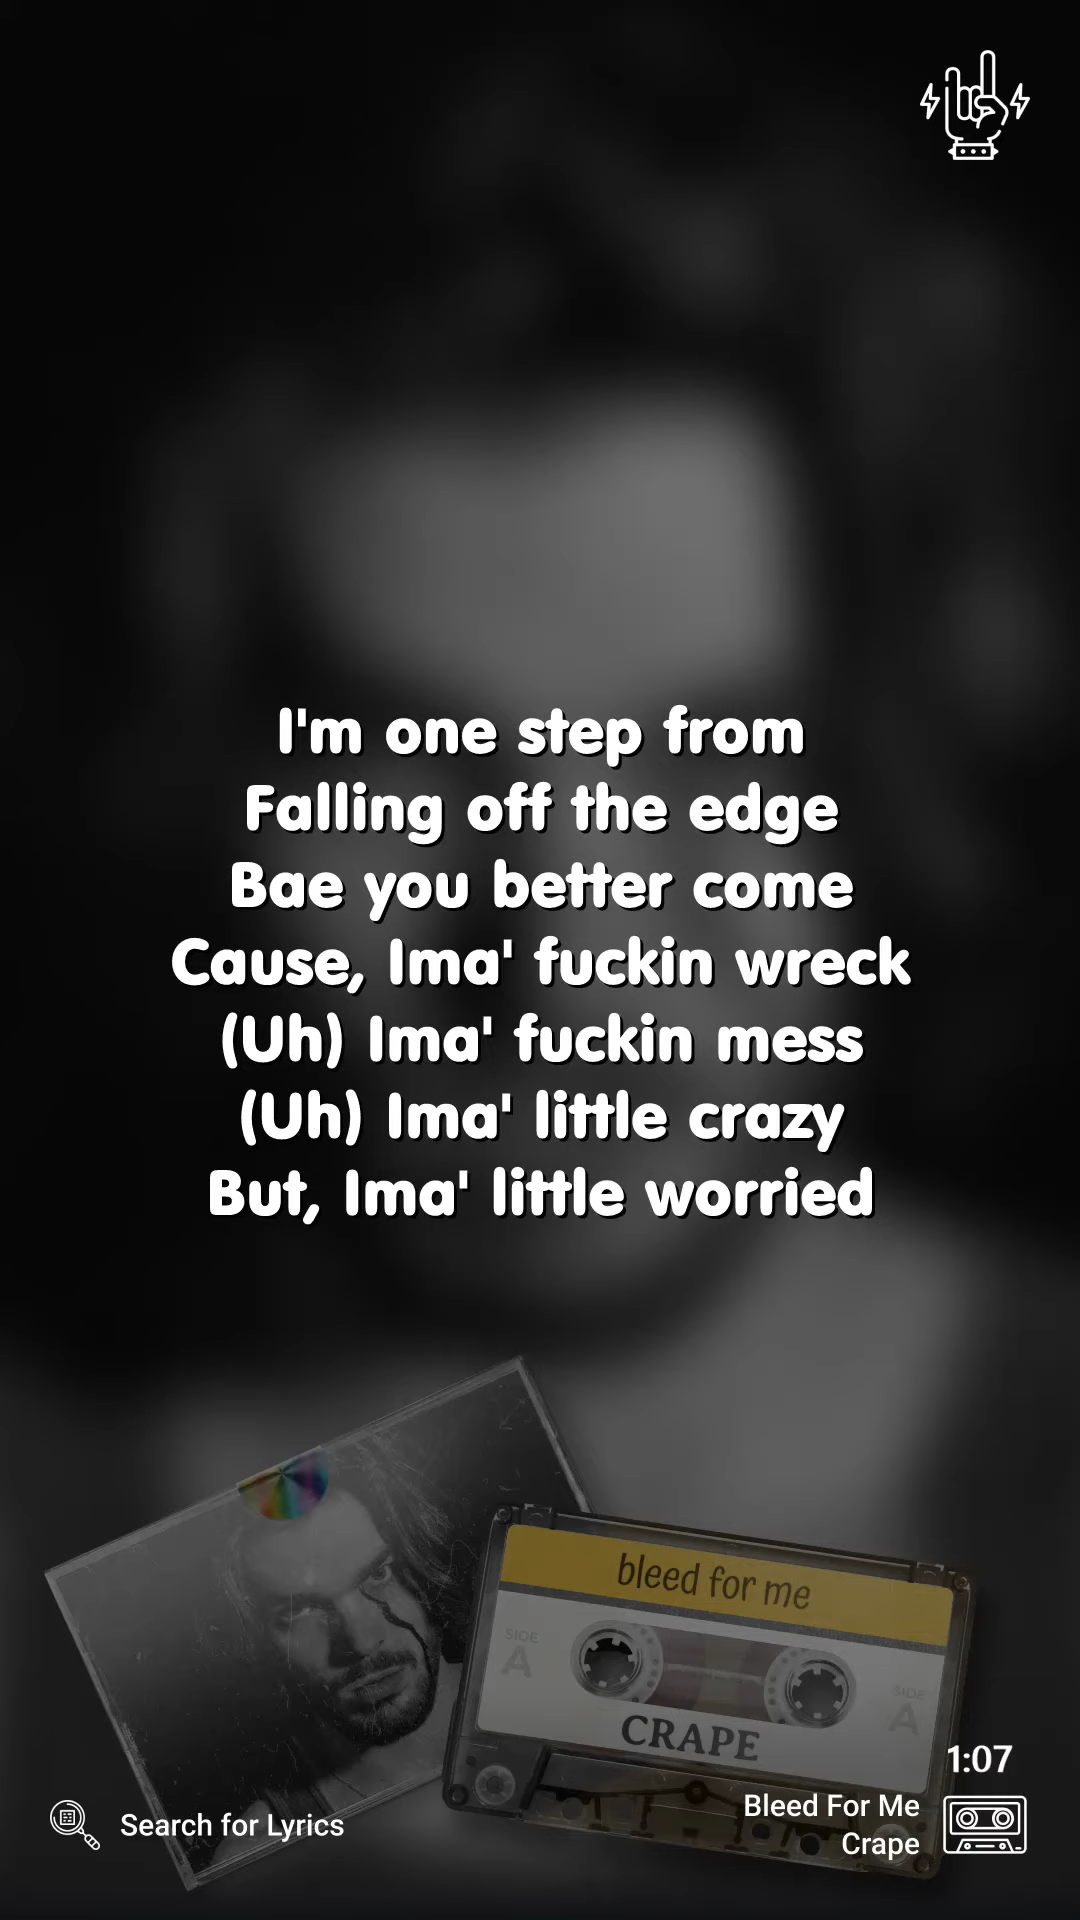 I'm one step from
Falling off the edge
Bae you better come
Cause, Ima' fuckin wreck
(Uh) Ima' fuckin mess
(Uh) Ima' little crazy
But, Ima' little worried
bleed for me
SIDE
A
SIDE
A
CRAPE
1:07
Search for Lyrics
Bleed For Me
Crape